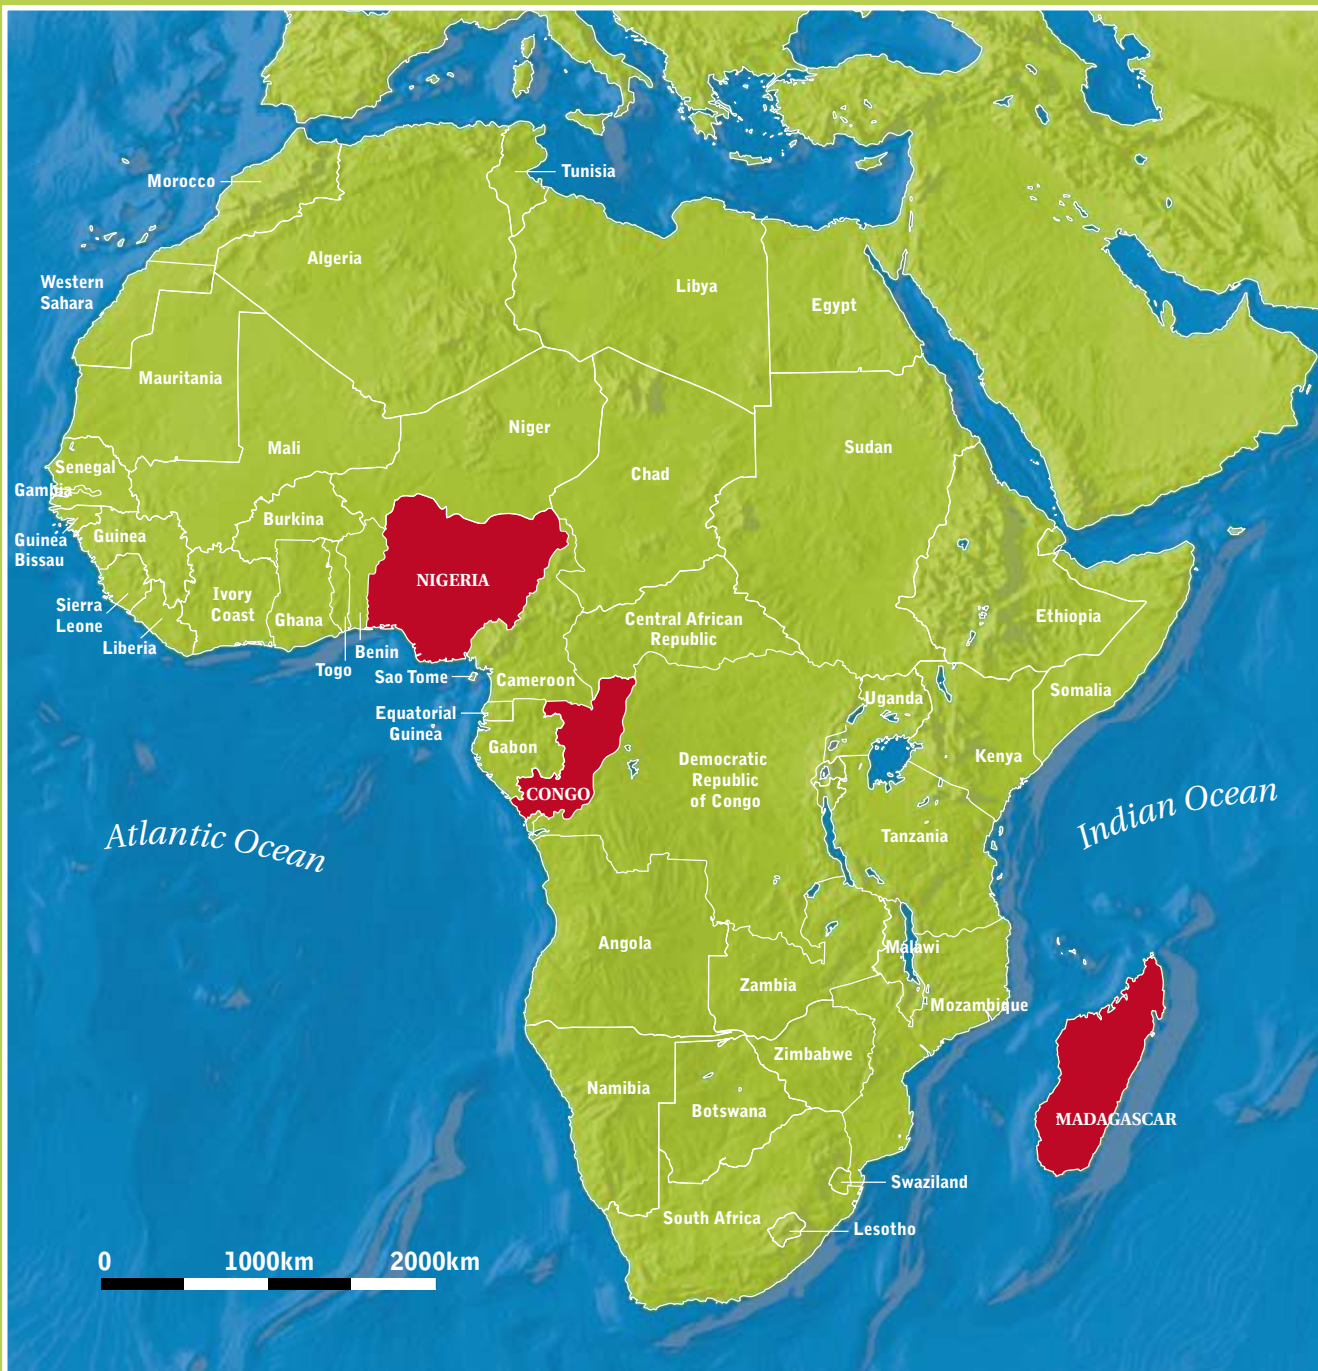 Tunisia
Morocco
Algeria
Western
Sahara
Libya
Egypt
Mauritania
Niger
Mali
Sudan
Senegal
Chad
Gambia
Burkina
Guinea
Guinea
Bissau
NIGERIA
Ivory
Coast
Sierra
Leone
Ghana
Central African
Republic
Ethiopia
Liberia
Benin
Togo
Sao Tome
Cameroon
Somalia
Uganda
Equatorial
Guinea
Gabon
Kenya
Democratic
Republic
of Congo
CONGO
Indian Ocean
Atlantic Ocean
Tanzania
Angola
Malawi
Zambia
Mozambique
Zimbabwe
Namibia
Botswana
MADAGASCAR
Swaziland
South Africa
Lesotho
0 1000km 2000km